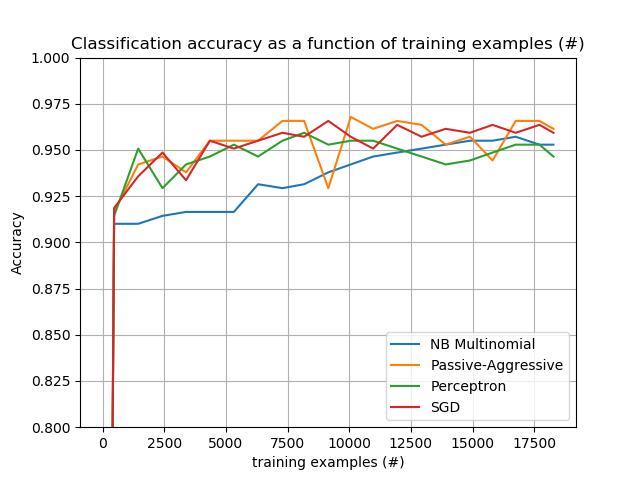 Classification accuracy as a function of training examples (#)
1.000
0.975
0.950
0.925
0.900
0.875
0.850
0.825
0.800
Accuracy
NB Multinomial
Passive-Aggressive
Perceptron
SGD
0 2500 5000 7500 10000 12500 15000 17500
training examples (#)